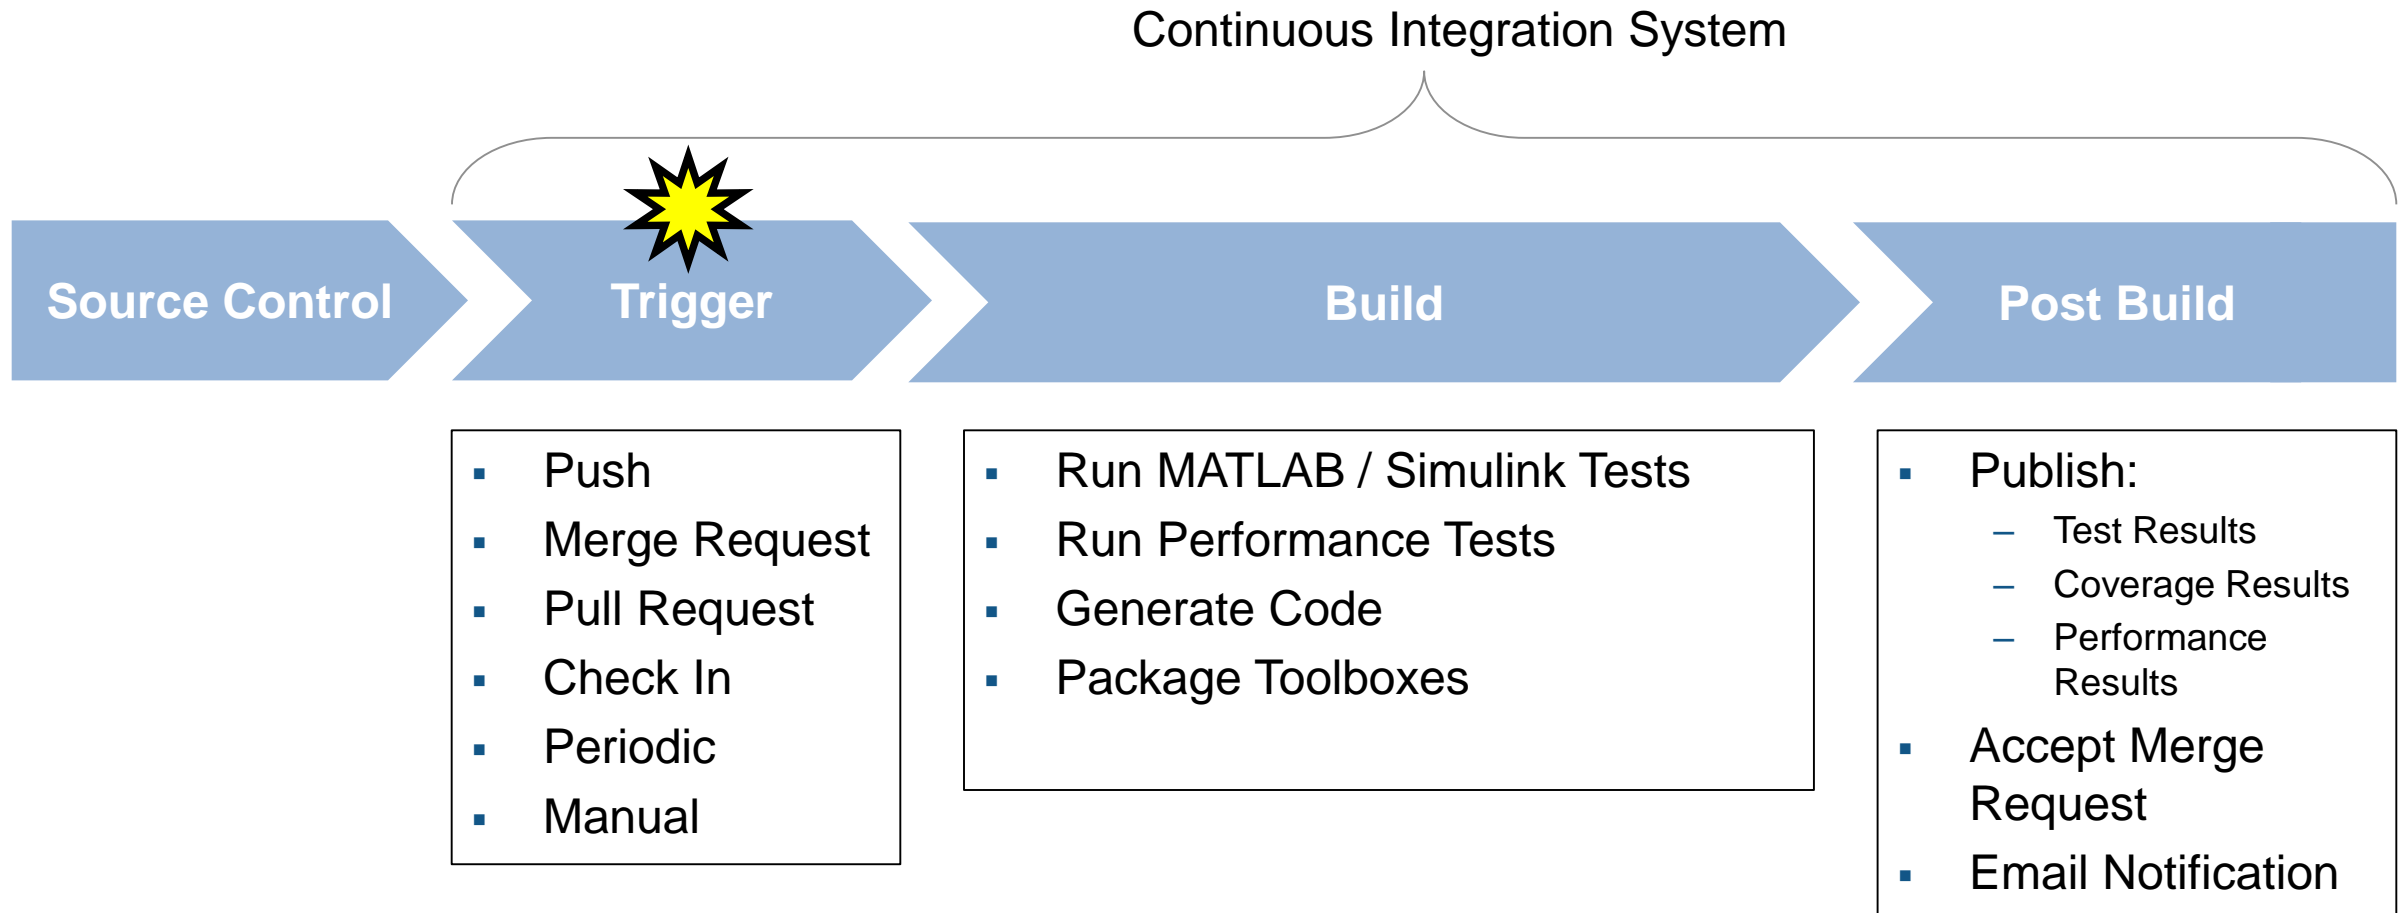 Continuous Integration System
Source Control
Trigger
Build
Post Build
Push
Merge Request
Pull Request
Check In
Periodic
Manual
Run MATLAB / Simulink Tests
Run Performance Tests
Generate Code
Package Toolboxes
Publish:
– Test Results
– Coverage Results
– Performance
Results
Accept Merge
Request
Email Notification